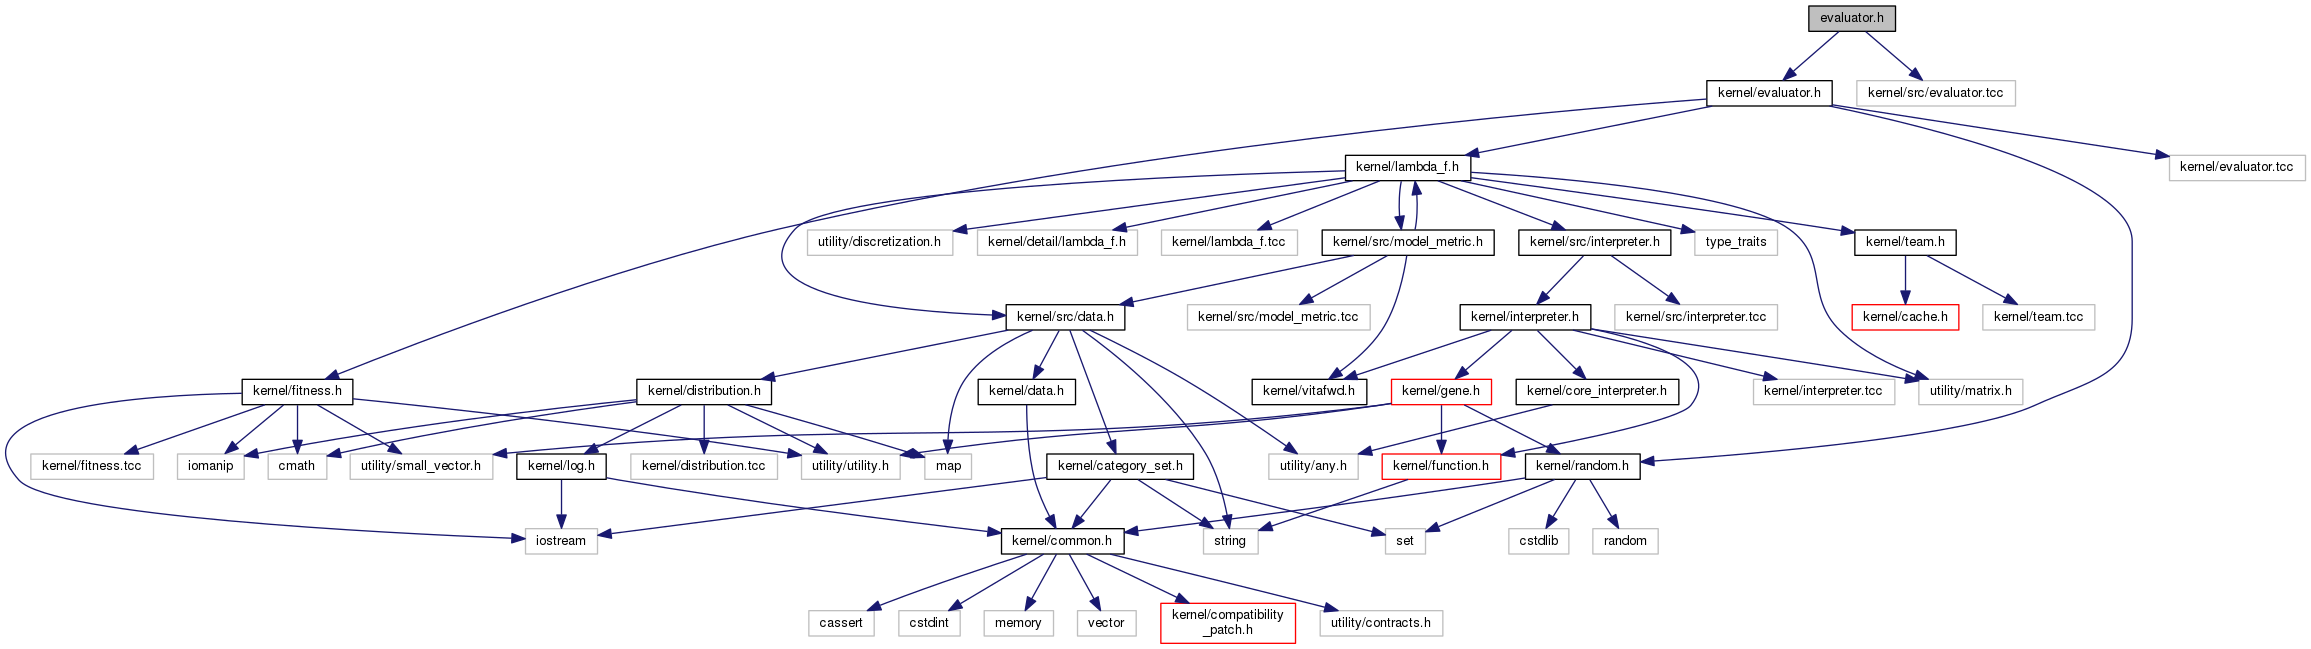 evaluator.h
kernel/evaluator.h
kernel/src/evaluator.tcc
kernel/lambda_f.h
kernel/evaluator.tcc
utility/discretization.h
kernel/detail/lambda_f.h
kernel/lambda_f.tcc
kernel/src/model_metric.h
kernel/src/interpreter.h
type_traits
kernel/team.h
kernel/src/data.h
kernel/src/model_metric.tcc
kernel/interpreter.h
kernel/src/interpreter.tcc
kernel/cache.h
kernel/team.tcc
kernel/fitness.h
kernel/distribution.h
kernel/data.h
kernel/vitafwd.h
kernel/gene.h
kernel/core_interpreter.h
kernel/interpreter.tcc
utility/matrix.h
kernel/fitness.tcc
iomanip
cmath
utility/small_vector.h
kernel/log.h
kernel/distribution.tcc
utility/utility.h
map
kernel/category_set.h
utility/any.h
kernel/function.h
kernel/random.h
iostream
kernel/common.h
string
set
cstdlib
random
cassert
cstdint
memory
vector
kernel/compatibility
_patch.h
utility/contracts.h